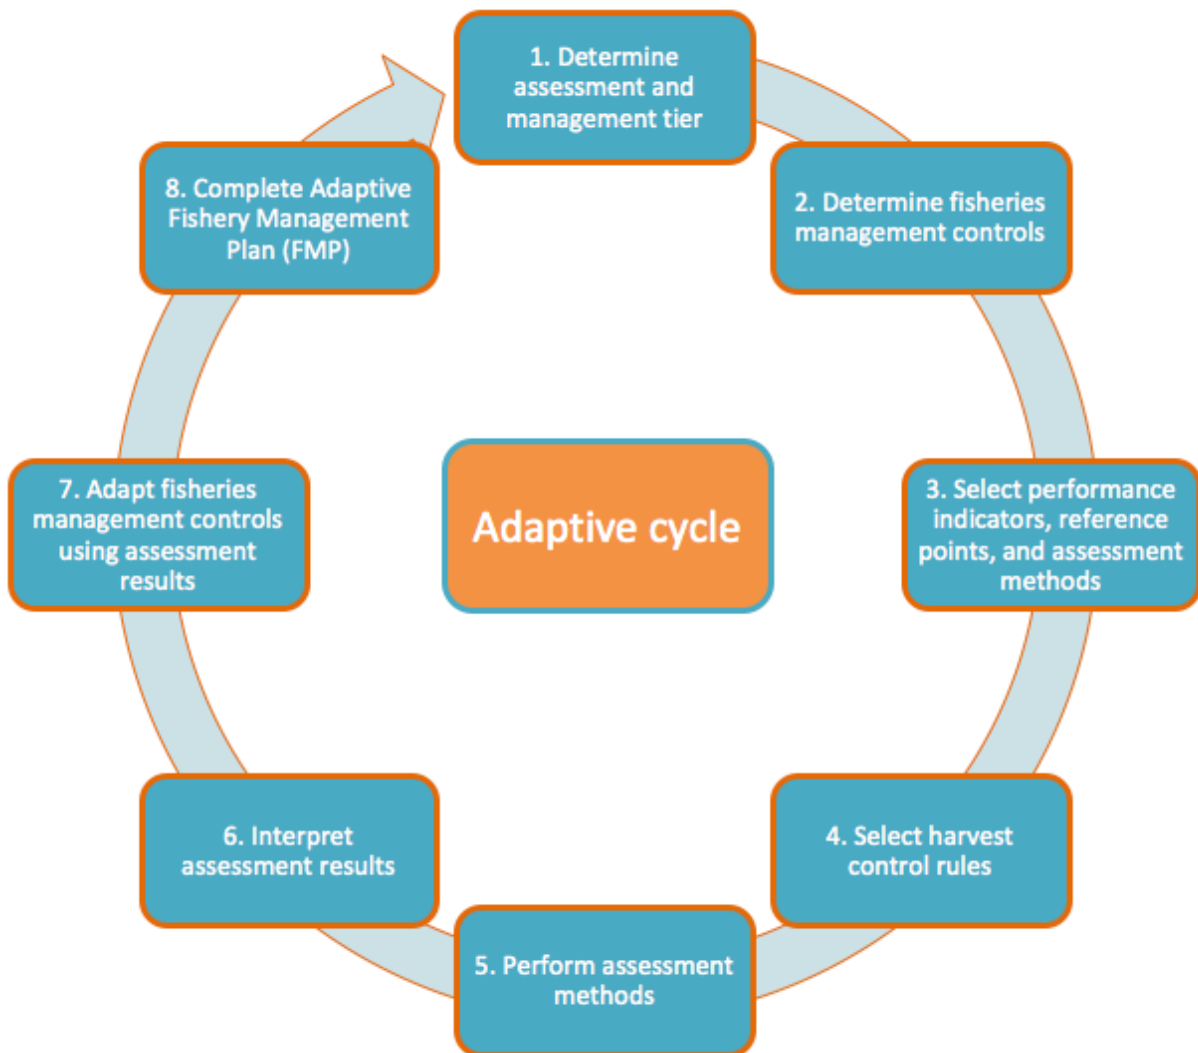 1. Determine
assessment and
management tier
2. Determine fisheries
management controls
3. Select performance
indicators, reference
points, and assessment
methods
4. Select harvest
control rules
5. Perform assessment
methods
6. Interpret
assessment results
7. Adapt fisheries
management controls
using assessment
results
8. Complete Adaptive
Fishery Management
Plan (FMP)
Adaptive cycle